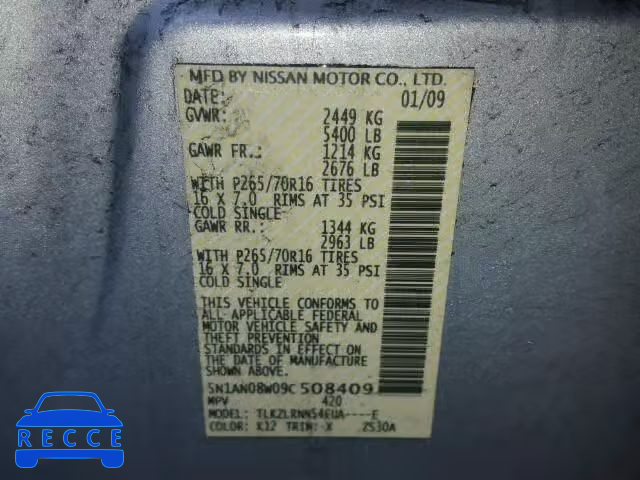 MFD BY NISSAN MOTOR CO., LTD.
DATE: 01/09
GVWR: 2449 KG
5400 LB
GAWR FR.: 1214 KG
2676 LB
WITH P265/70R16 TIRES
16 X 7.0 RIMS AT 35 PSI
COLD SINGLE
GAWR RR.: 1344 KG
2963 LB
WITH P265/70R16 TIRES
16 X 7.0 RIMS AT 35 PSI
COLD SINGLE
THIS VEHICLE CONFORMS TO
ALL APPLICABLE FEDERAL
MOTOR VEHICLE SAFETY AND
THEFT PREVENTION
STANDARDS IN EFFECT ON
THE DATE OF MANUFACTURE
SHOWN ABOVE.
5N1AN08W09C508409
MPV 420
MODEL: TLKZLRNN54EUA----E
COLOR: K12 TRIM: X ZS30A
RECCE